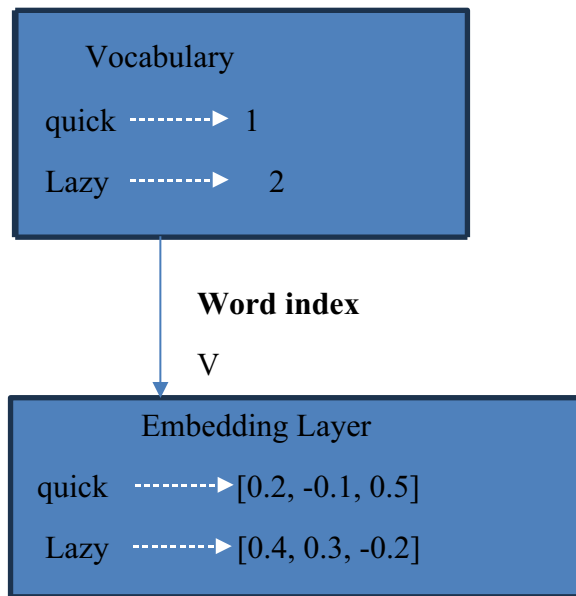 Vocabulary
quick 1
Lazy 2
Word index
V
Embedding Layer
quick [0.2, -0.1, 0.5]
Lazy [0.4, 0.3, -0.2]